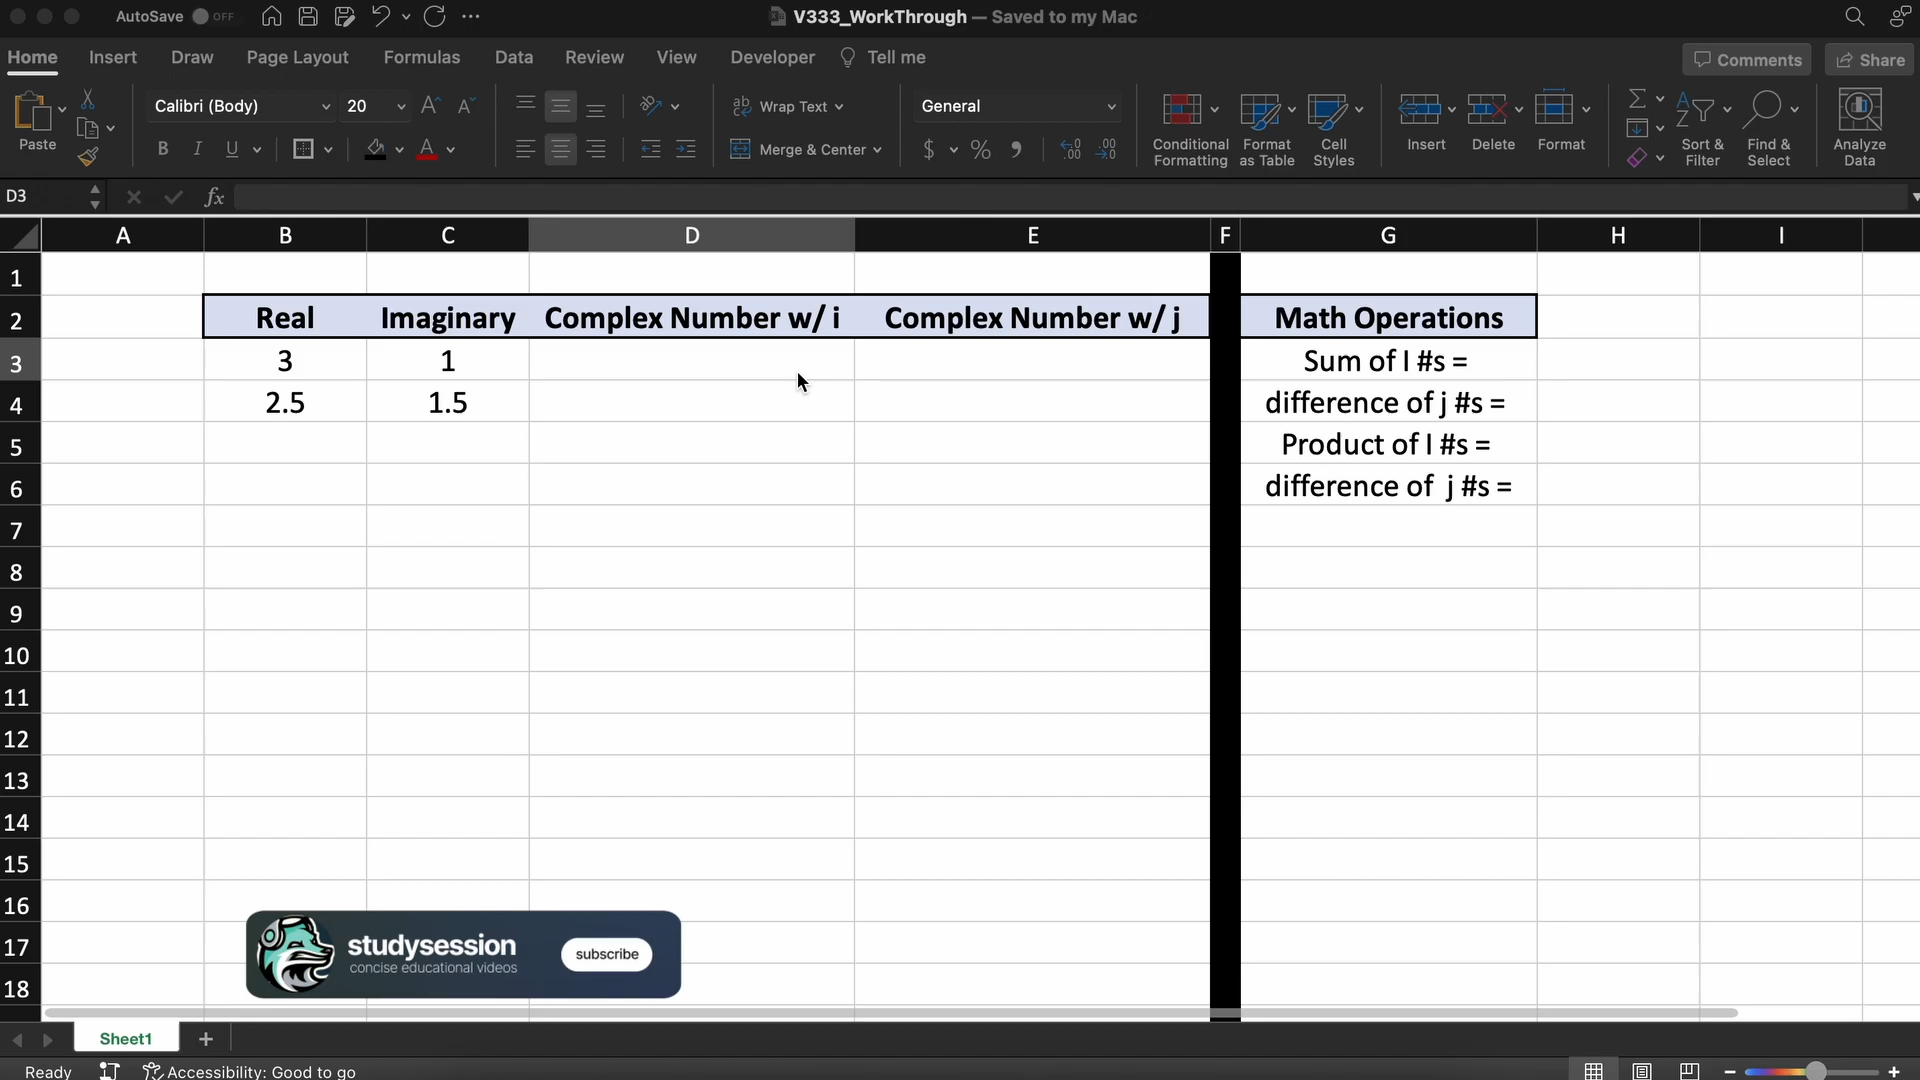 AutoSave OFF
V333_WorkThrough — Saved to my Mac
Home Insert Draw Page Layout Formulas Data Review View Developer Tell me
Comments Share
Paste
Calibri (Body) 20
B I U
A
Wrap Text
Merge & Center
General
$ %
Conditional Formatting
Format as Table
Cell Styles
Insert
Delete
Format
Sort & Filter
Find & Select
Analyze Data
D3
fx
A B C D E F G H I
1
2 Real Imaginary Complex Number w/ i Complex Number w/ j Math Operations
3 3 1 Sum of I #s =
4 2.5 1.5 difference of j #s =
5 Product of I #s =
6 difference of j #s =
7
8
9
10
11
12
13
14
15
16
17
18
studysession
concise educational videos
subscribe
Sheet1
Ready Accessibility: Good to go